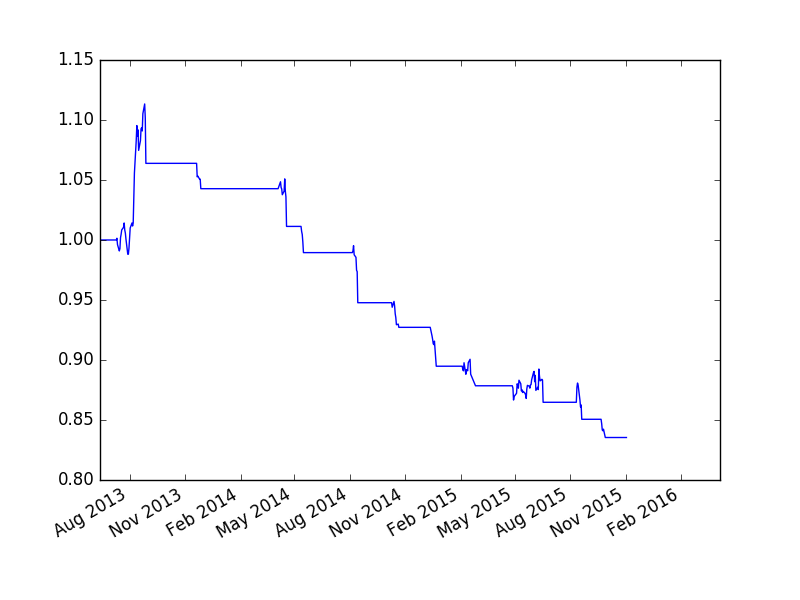 1.15
1.10
1.05
1.00
0.95
0.90
0.85
0.80
Aug 2013
Nov 2013
Feb 2014
May 2014
Aug 2014
Nov 2014
Feb 2015
May 2015
Aug 2015
Nov 2015
Feb 2016